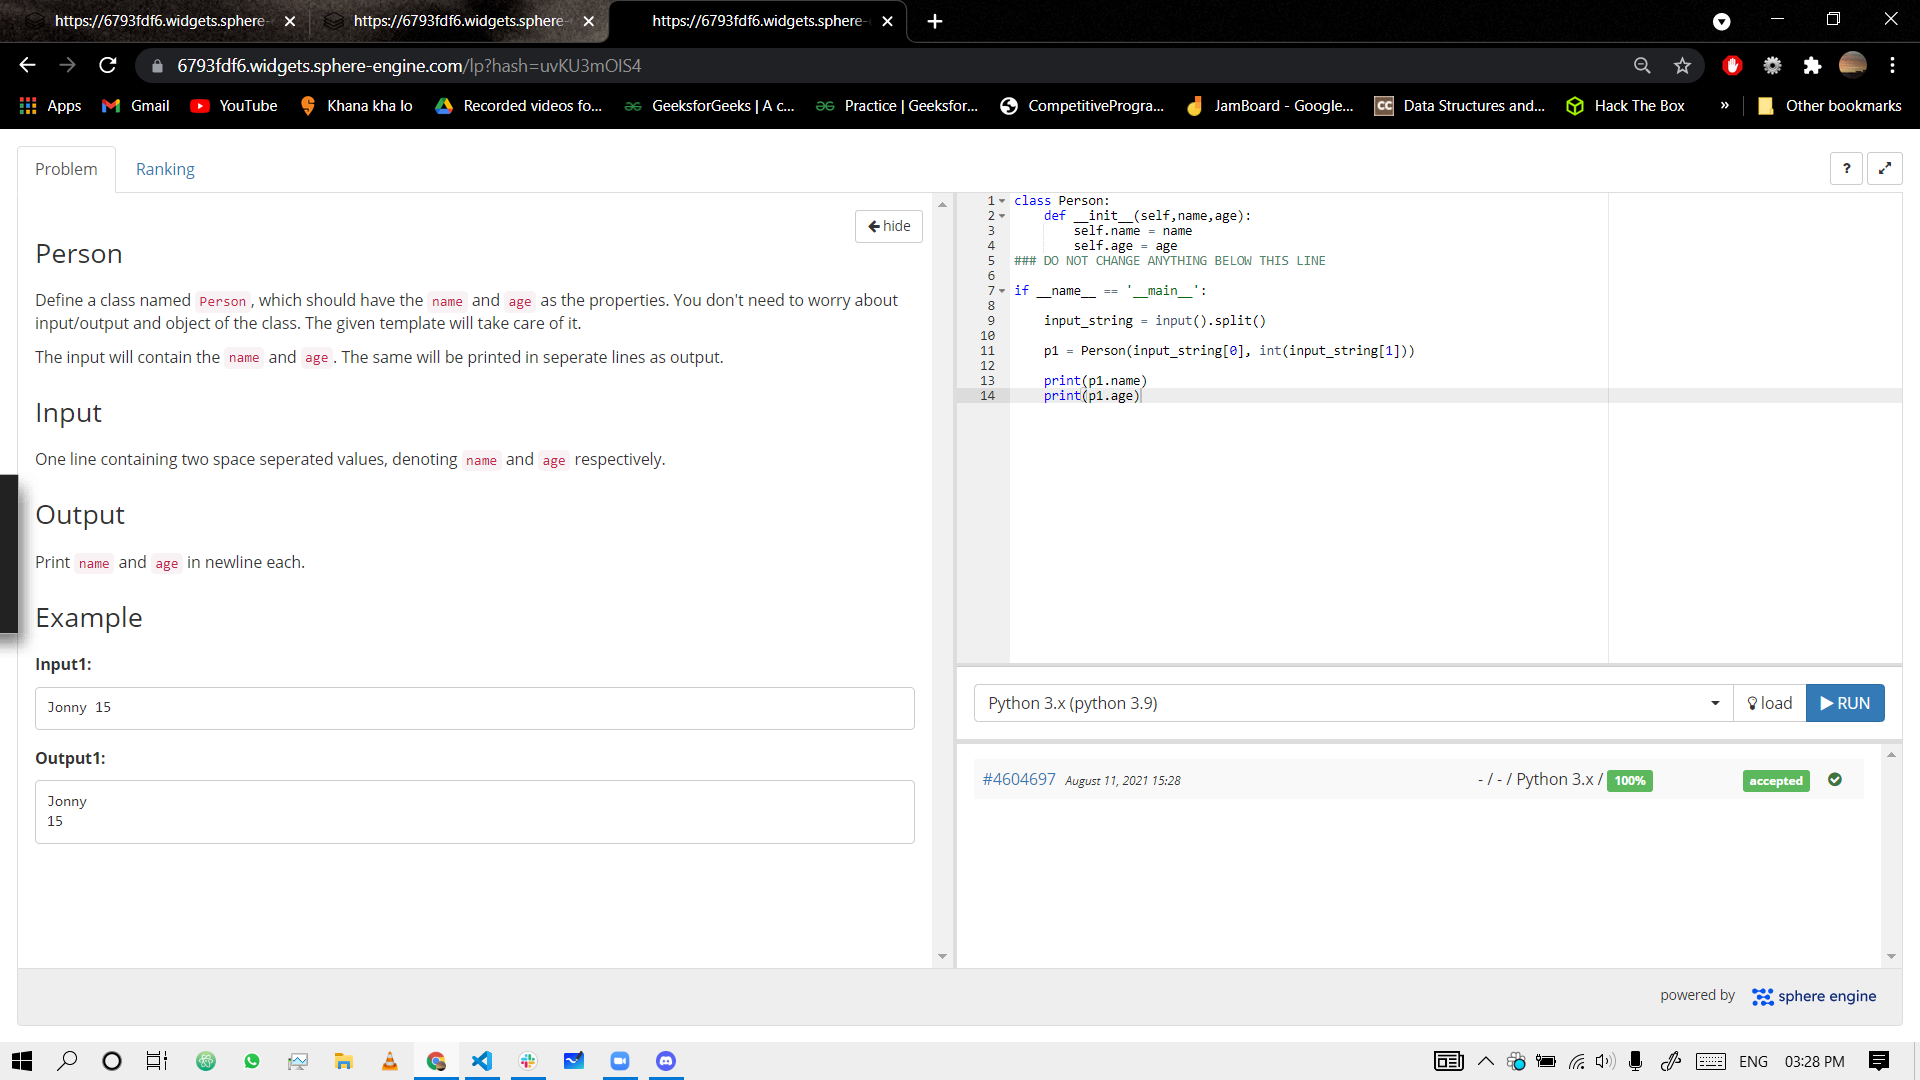 https://6793fdf6.widgets.sphere- https://6793fdf6.widgets.sphere- https://6793fdf6.widgets.sphere-
6793fdf6.widgets.sphere-engine.com/lp?hash=uvKU3mOIS4
Apps Gmail YouTube Khana kha lo Recorded videos fo... GeeksforGeeks | A c... Practice | Geeksfor... CompetitiveProgra... JamBoard - Google... CC Data Structures and... Hack The Box » Other bookmarks
Problem Ranking ?
hide
Person
Define a class named Person , which should have the name and age as the properties. You don't need to worry about
input/output and object of the class. The given template will take care of it.
The input will contain the name and age . The same will be printed in seperate lines as output.
Input
One line containing two space seperated values, denoting name and age respectively.
Output
Print name and age in newline each.
Example
Input1:
Jonny 15
Output1:
Jonny
15
1 class Person:
2     def __init__(self,name,age):
3         self.name = name
4         self.age = age
5 ### DO NOT CHANGE ANYTHING BELOW THIS LINE
6
7 if __name__ == '__main__':
8
9     input_string = input().split()
10
11     p1 = Person(input_string[0], int(input_string[1]))
12
13     print(p1.name)
14     print(p1.age)
Python 3.x (python 3.9) load RUN
#4604697 August 11, 2021 15:28 - / - / Python 3.x / 100% accepted
powered by sphere engine
ENG 03:28 PM